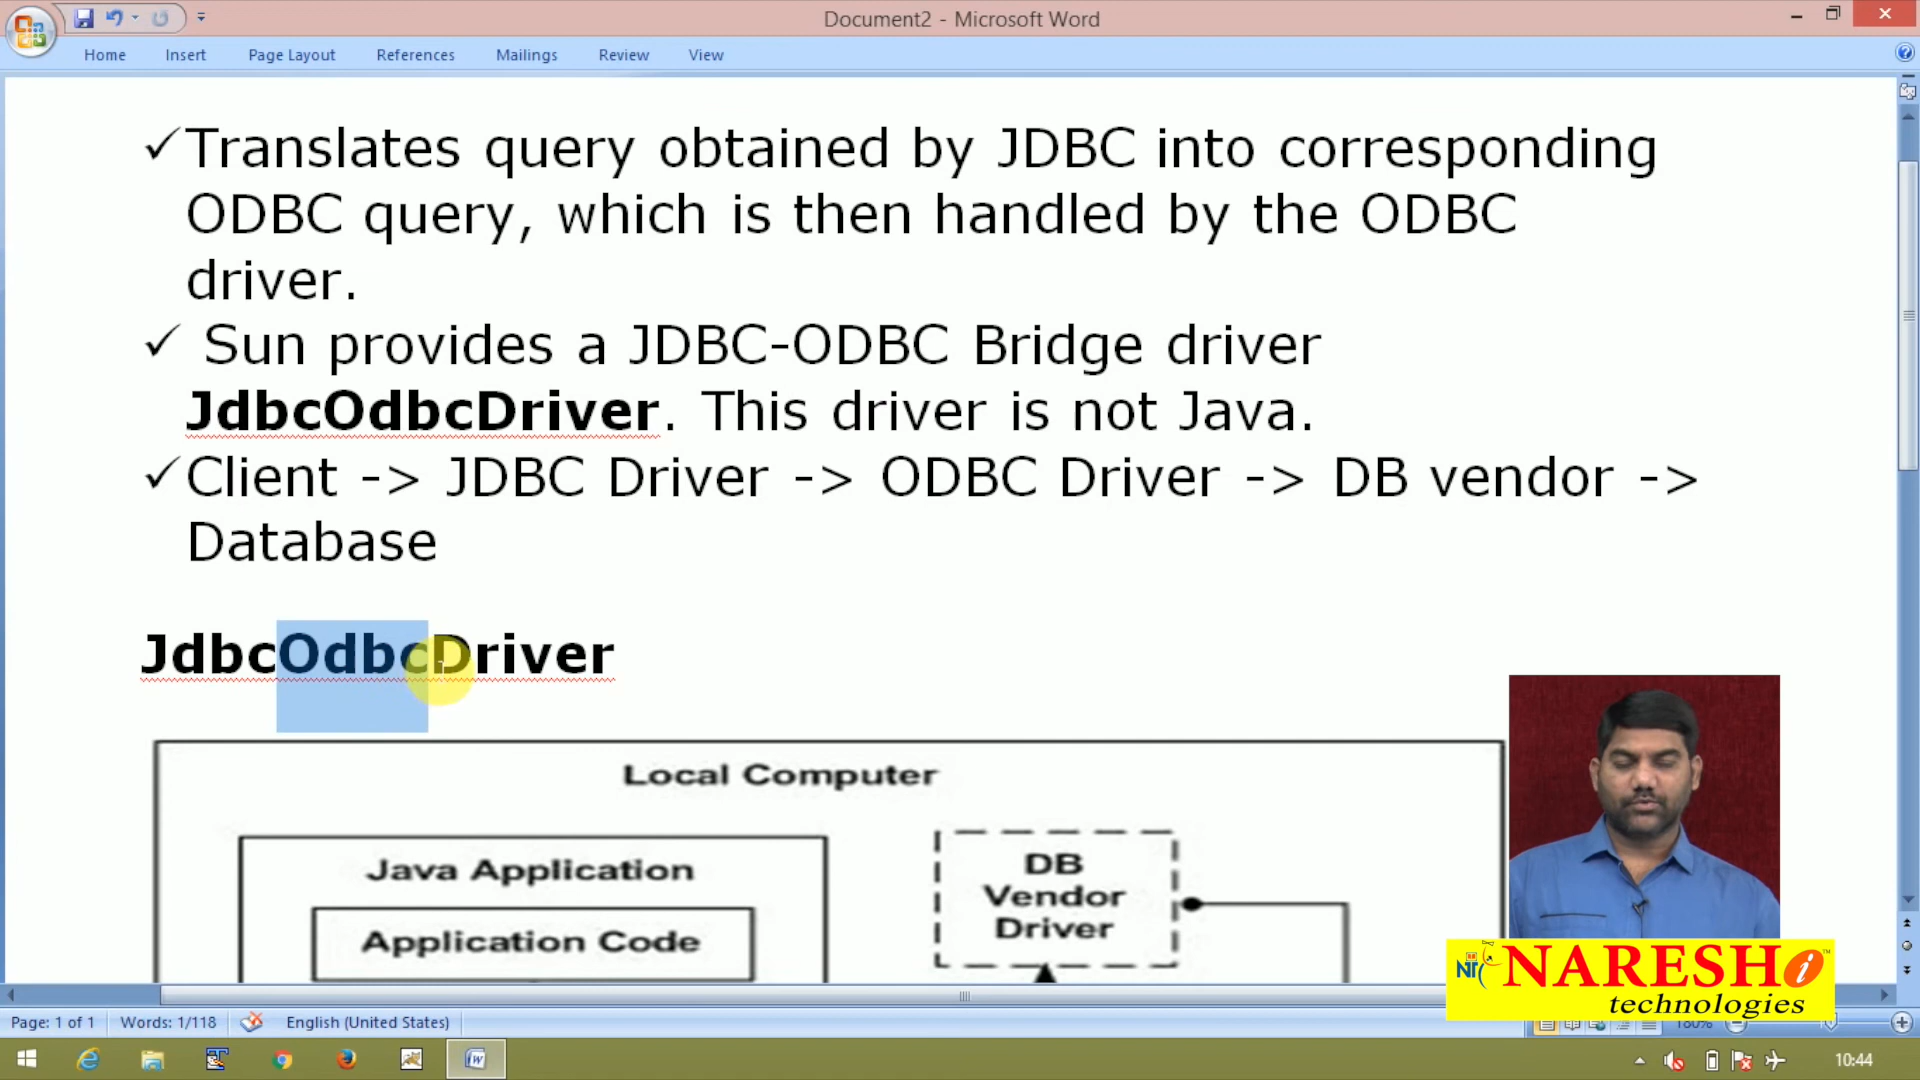 Document2 - Microsoft Word
Home Insert Page Layout References Mailings Review View
✓Translates query obtained by JDBC into corresponding
ODBC query, which is then handled by the ODBC
driver.
✓ Sun provides a JDBC-ODBC Bridge driver
JdbcOdbcDriver. This driver is not Java.
✓Client -> JDBC Driver -> ODBC Driver -> DB vendor ->
Database
JdbcOdbcDriver
Local Computer
Java Application
Application Code
DB
Vendor
Driver
NARESHi
technologies
Page: 1 of 1 Words: 1/118 English (United States) 180%
10:44